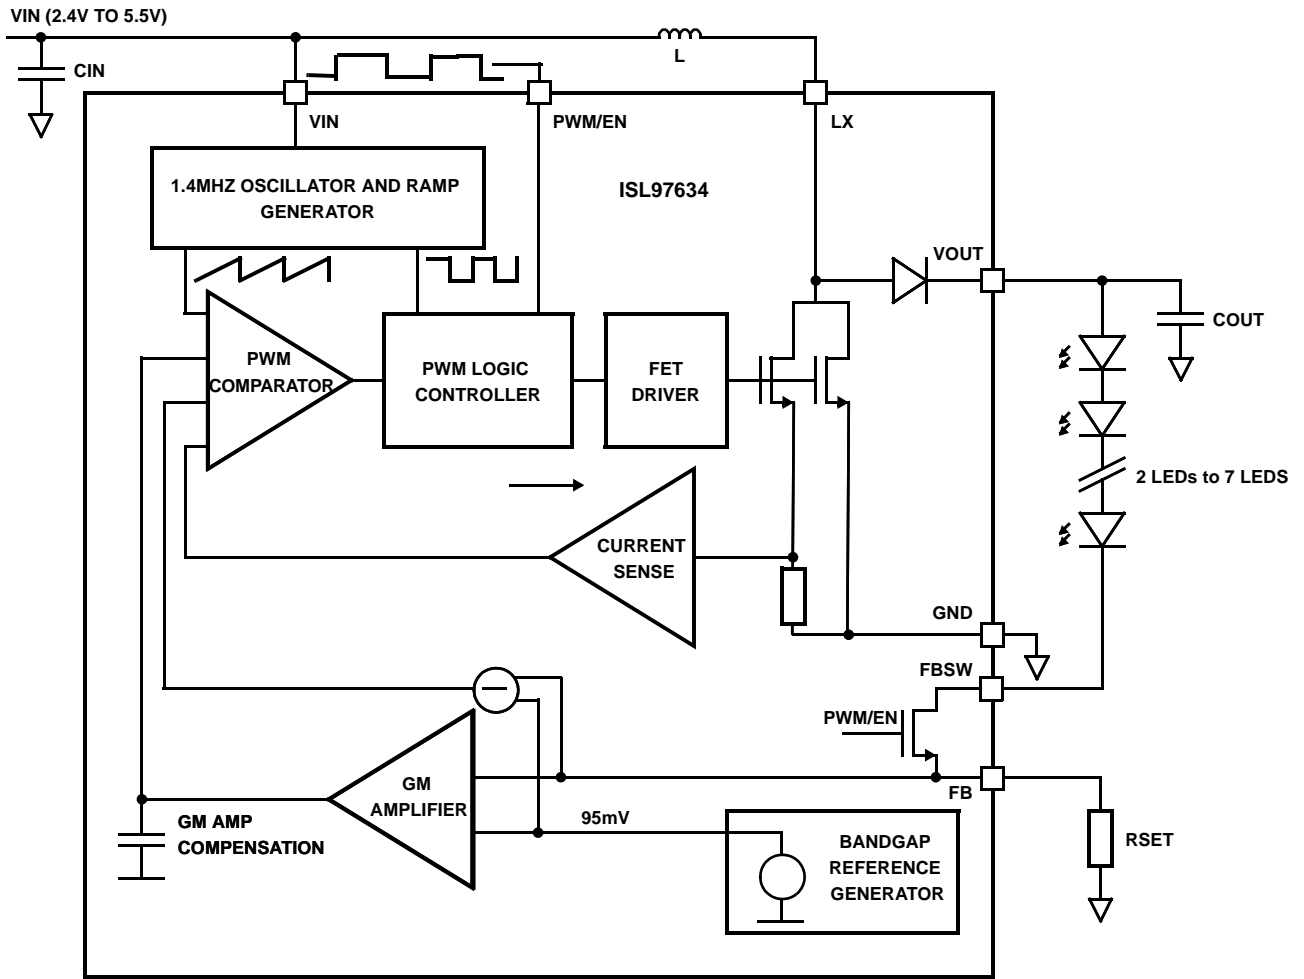 VIN (2.4V TO 5.5V)
CIN
L
VIN
PWM/EN
LX
ISL97634
1.4MHZ OSCILLATOR AND RAMP
GENERATOR
VOUT
COUT
PWM
COMPARATOR
PWM LOGIC
CONTROLLER
FET
DRIVER
2 LEDs to 7 LEDS
CURRENT
SENSE
GND
FBSW
PWM/EN
GM
AMPLIFIER
FB
95mV
GM AMP
COMPENSATION
BANDGAP
REFERENCE
GENERATOR
RSET